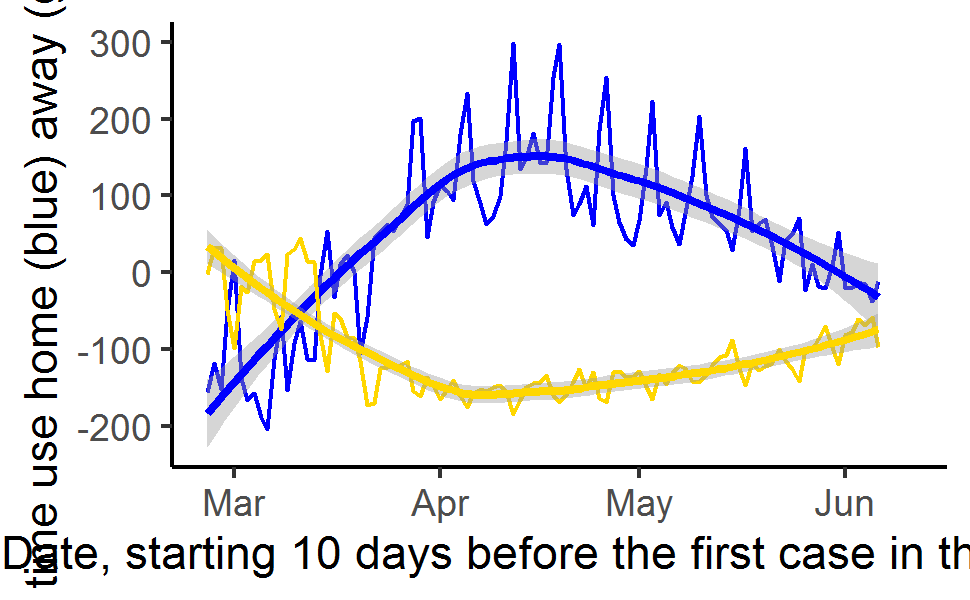 time use home (blue) away (
300
200
100
0
-100
-200
Mar Apr May Jun
Date, starting 10 days before the first case in th